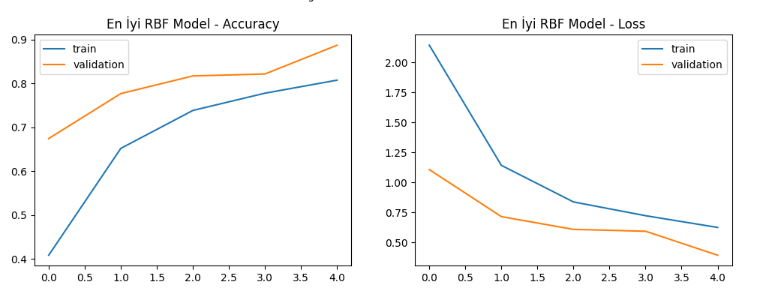 En İyi RBF Model - Accuracy
0.9
0.8
0.7
0.6
0.5
0.4
train
validation
0.0 0.5 1.0 1.5 2.0 2.5 3.0 3.5 4.0
En İyi RBF Model - Loss
2.00
1.75
1.50
1.25
1.00
0.75
0.50
train
validation
0.0 0.5 1.0 1.5 2.0 2.5 3.0 3.5 4.0